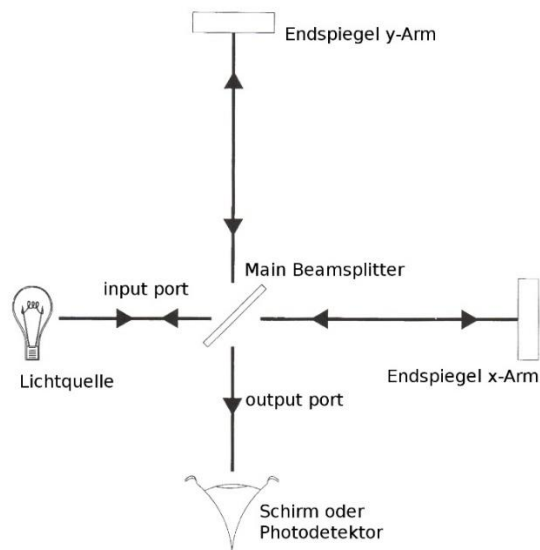 Endspiegel y-Arm
Main Beamsplitter
input port
Lichtquelle
Endspiegel x-Arm
output port
Schirm oder
Photodetektor